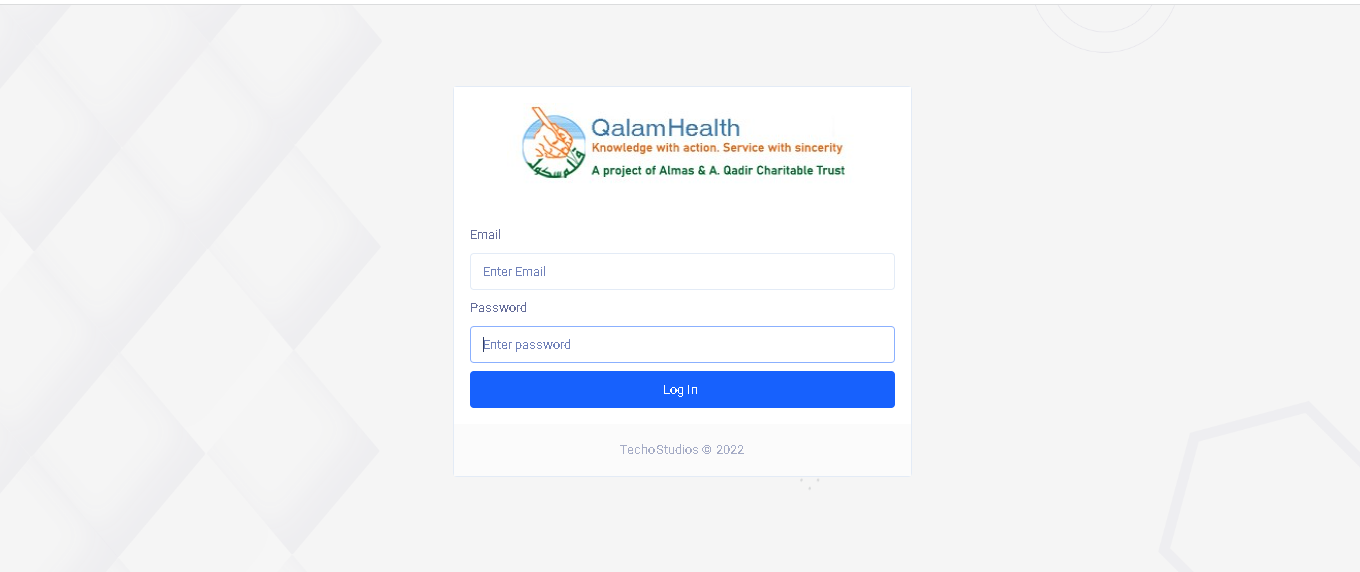 QalamHealth
Knowledge with action. Service with sincerity
A project of Almas & A. Qadir Charitable Trust
Email
Enter Email
Password
Enter password
Log In
TechoStudios © 2022